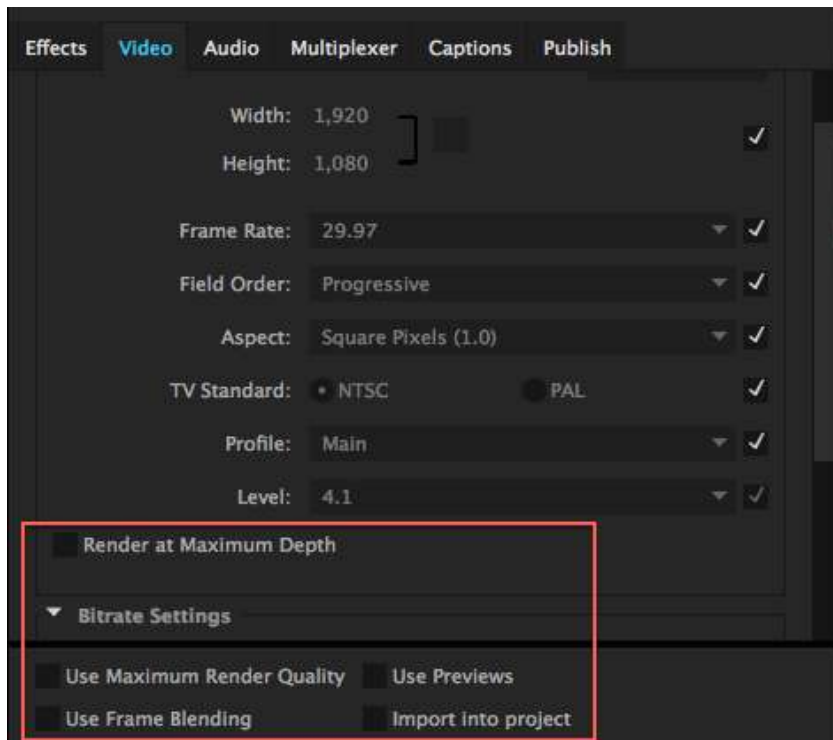 Effects Video Audio Multiplexer Captions Publish
Width: 1,920
Height: 1,080
Frame Rate: 29.97
Field Order: Progressive
Aspect: Square Pixels (1.0)
TV Standard: NTSC PAL
Profile: Main
Level: 4.1
Render at Maximum Depth
Bitrate Settings
Use Maximum Render Quality Use Previews
Use Frame Blending Import into project